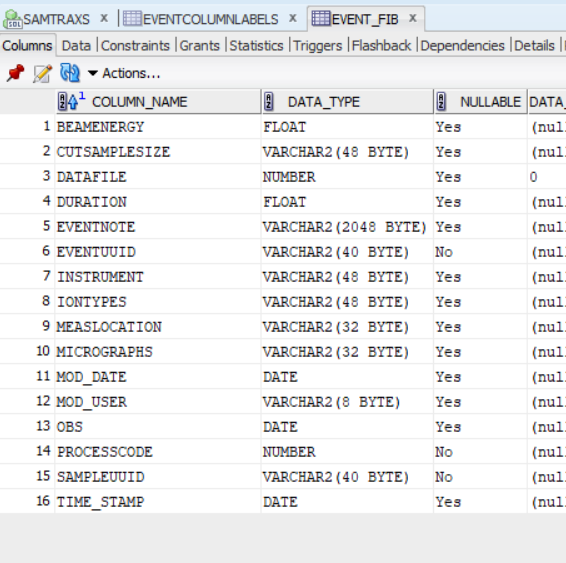 SAMTRAXS x EVENTCOLUMNLABELS x EVENT_FIB x
Columns Data Constraints Grants Statistics Triggers Flashback Dependencies Details
Actions...
COLUMN_NAME DATA_TYPE NULLABLE DATA_
1 BEAMENERGY FLOAT Yes (nul
2 CUTSAMPLESIZE VARCHAR2(48 BYTE) Yes (nul
3 DATAFILE NUMBER Yes 0
4 DURATION FLOAT Yes (nul
5 EVENTNOTE VARCHAR2(2048 BYTE) Yes (nul
6 EVENTUUID VARCHAR2(40 BYTE) No (nul
7 INSTRUMENT VARCHAR2(48 BYTE) Yes (nul
8 IONTYPES VARCHAR2(48 BYTE) Yes (nul
9 MEASLOCATION VARCHAR2(32 BYTE) Yes (nul
10 MICROGRAPHS VARCHAR2(32 BYTE) Yes (nul
11 MOD_DATE DATE Yes (nul
12 MOD_USER VARCHAR2(8 BYTE) Yes (nul
13 OBS DATE Yes (nul
14 PROCESSCODE NUMBER No (nul
15 SAMPLEUUID VARCHAR2(40 BYTE) No (nul
16 TIME_STAMP DATE Yes (nul